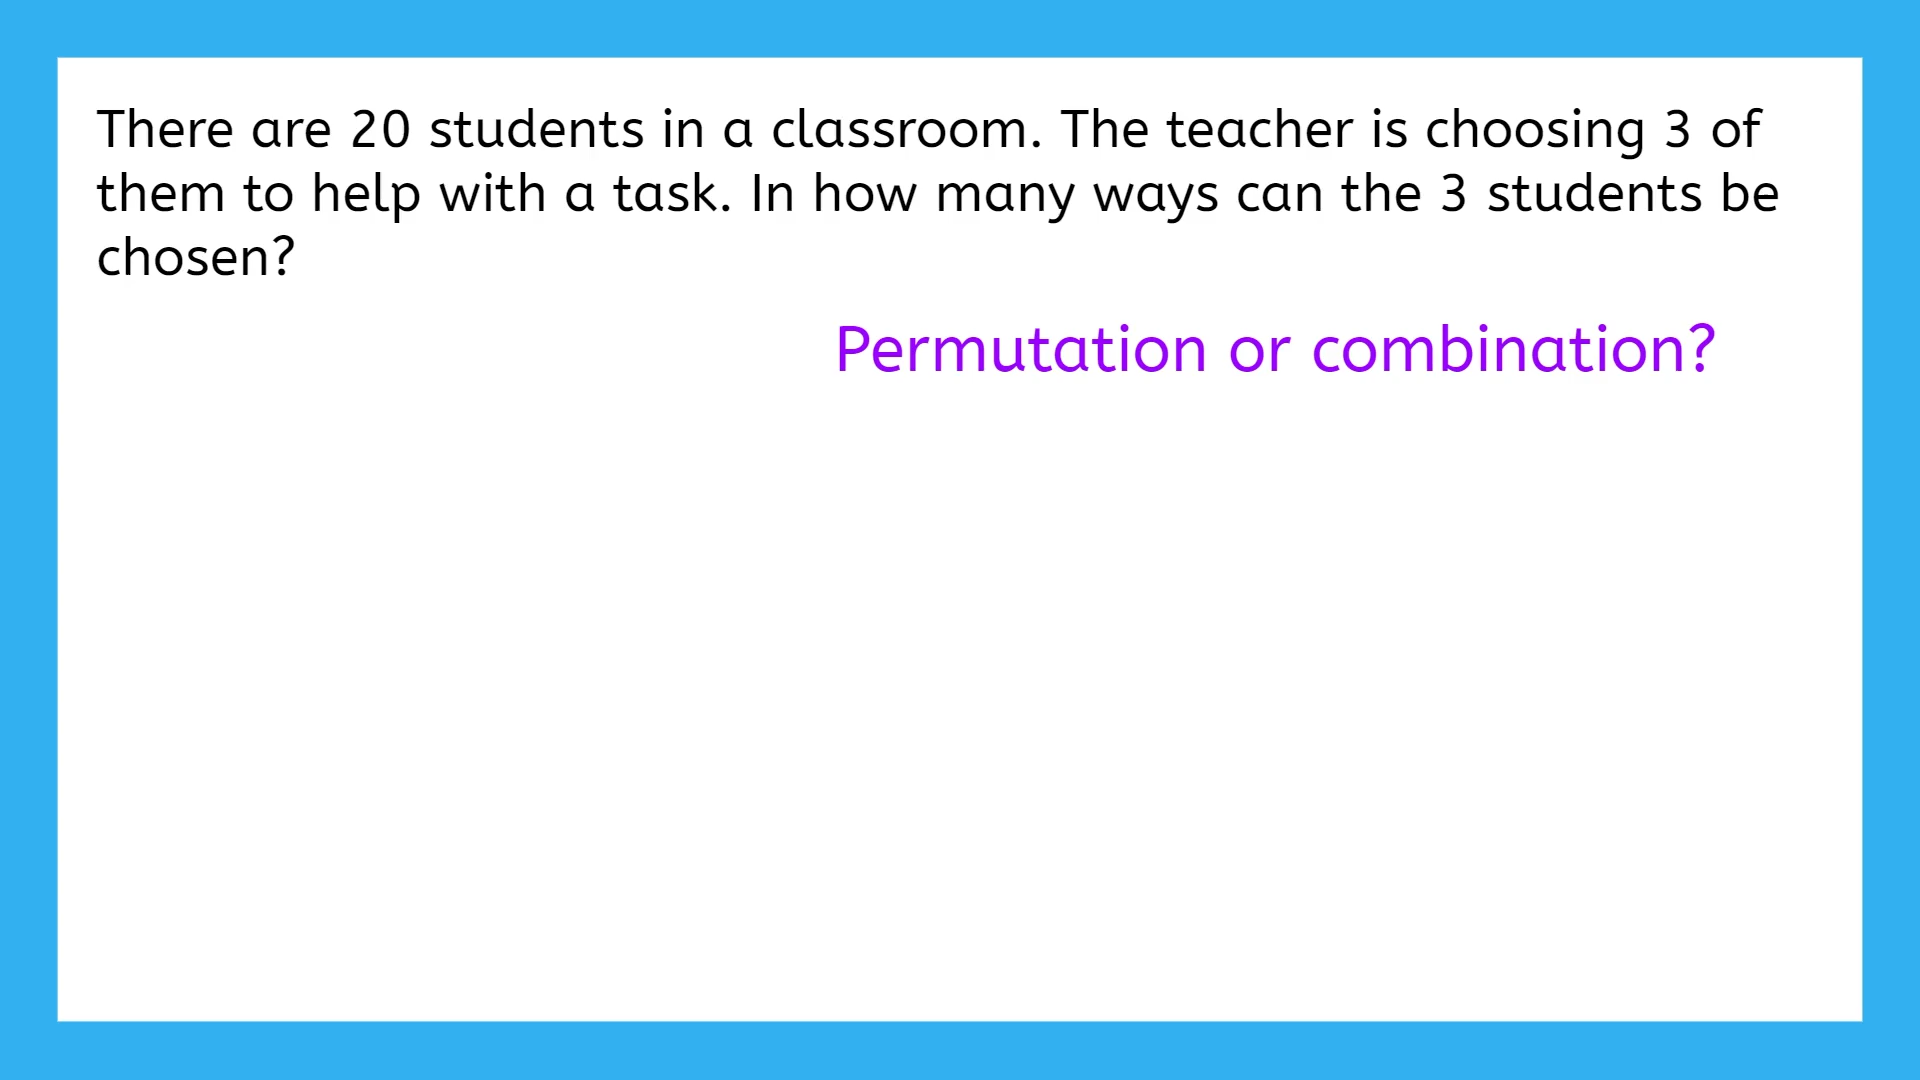 There are 20 students in a classroom. The teacher is choosing 3 of
them to help with a task. In how many ways can the 3 students be
chosen?
Permutation or combination?